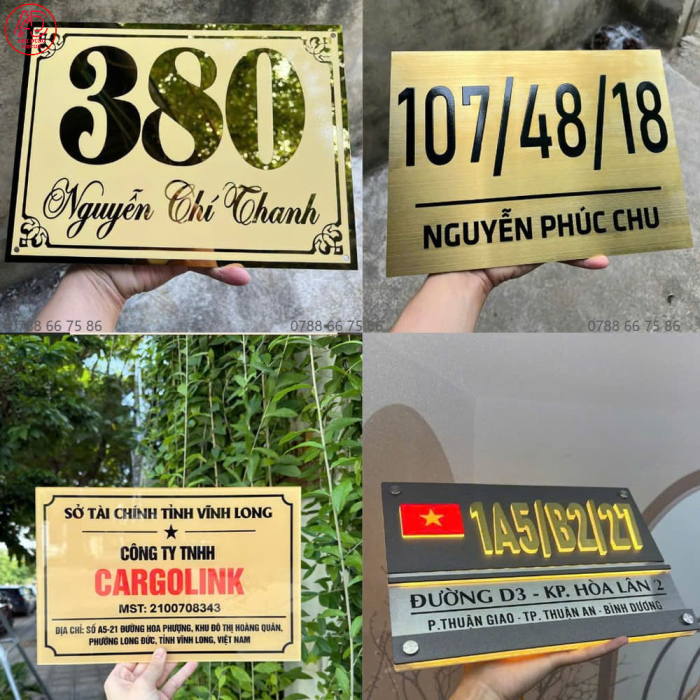 380
Nguyễn Chí Thanh
107/48/18
NGUYỄN PHÚC CHU
0788 66 75 86
0788 66 75 86
0788 66 75 86
SỞ TÀI CHÍNH TỈNH VĨNH LONG
CÔNG TY TNHH
CARGOLINK
MST: 2100708343
ĐỊA CHỈ: SỐ A5-21 ĐƯỜNG HOA PHƯỢNG, KHU ĐÔ THỊ HOÀNG QUÂN,
PHƯỜNG LONG ĐỨC, TỈNH VĨNH LONG, VIỆT NAM
1A5/B2/27
ĐƯỜNG D3 - KP. HÒA LÂN 2
P.THUẬN GIAO - TP. THUẬN AN - BÌNH DƯƠNG